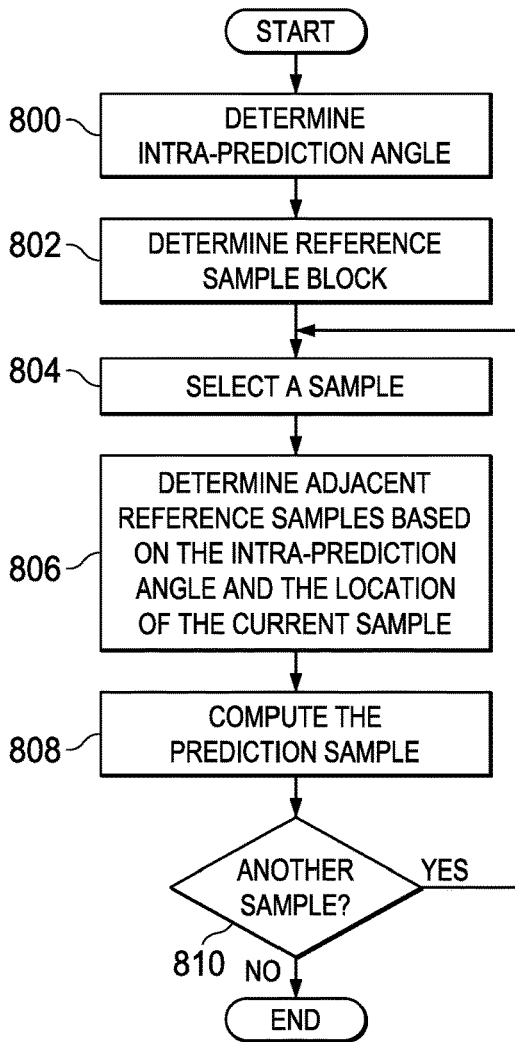 START
800
DETERMINE
INTRA-PREDICTION ANGLE
802
DETERMINE REFERENCE
SAMPLE BLOCK
804
SELECT A SAMPLE
806
DETERMINE ADJACENT
REFERENCE SAMPLES BASED
ON THE INTRA-PREDICTION
ANGLE AND THE LOCATION
OF THE CURRENT SAMPLE
808
COMPUTE THE
PREDICTION SAMPLE
ANOTHER
SAMPLE?
YES
810
NO
END